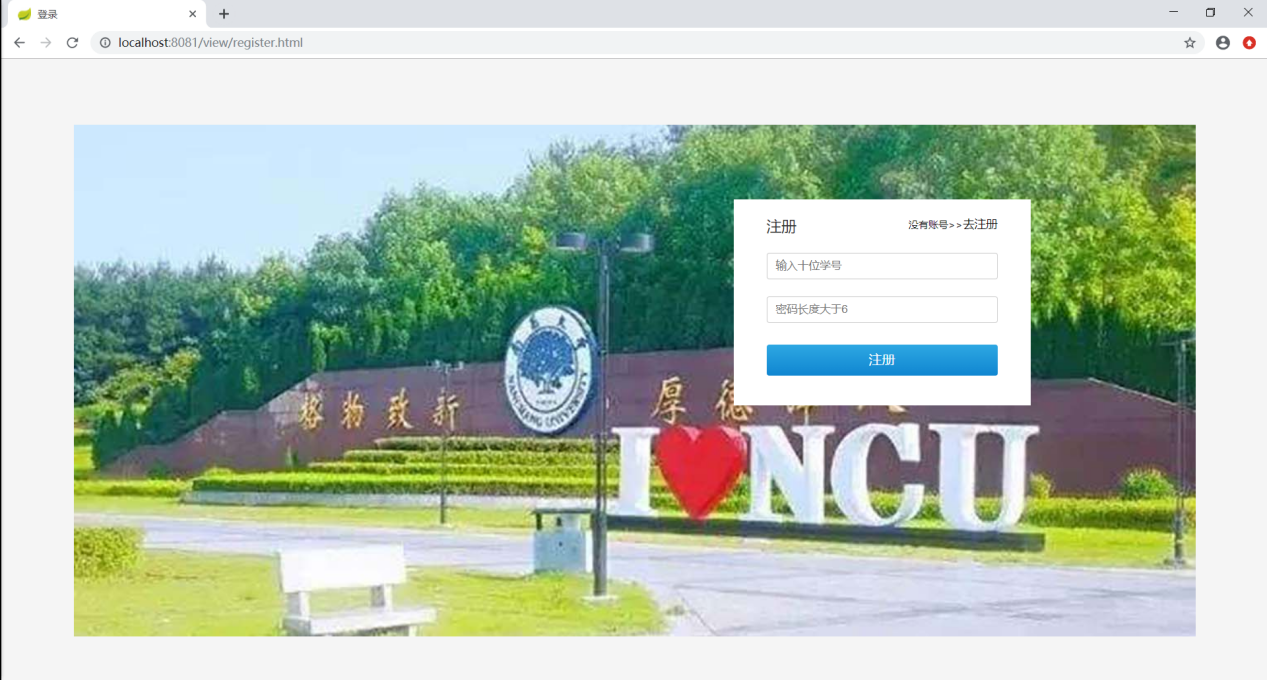 登录
localhost:8081/view/register.html
注册
没有账号>>去注册
输入十位学号
密码长度大于6
注册
格物致新
NANCHANG UNIVERSITY
厚德
I NCU